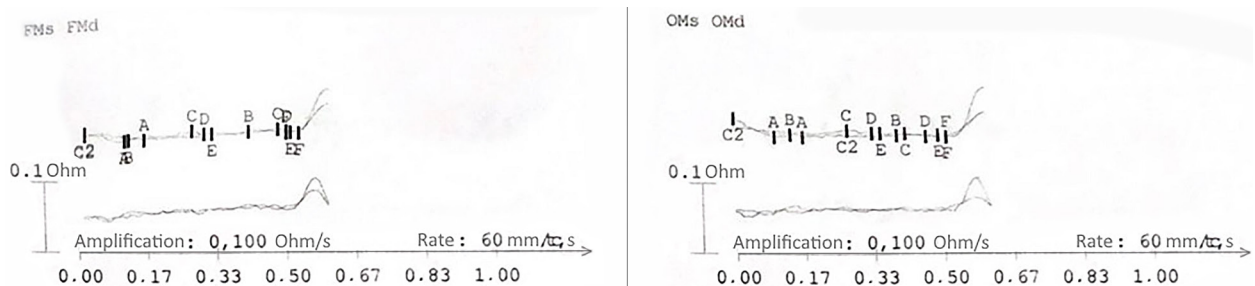 FMs FMd
C D B C D
A
C2 AB E EF
0.1 Ohm
Amplification: 0,100 Ohm/s Rate: 60 mm/ s
0.00 0.17 0.33 0.50 0.67 0.83 1.00
OMs OMd
A B A C D B D F
C2 C2 E C E F
0.1 Ohm
Amplification: 0,100 Ohm/s Rate: 60 mm/ s
0.00 0.17 0.33 0.50 0.67 0.83 1.00